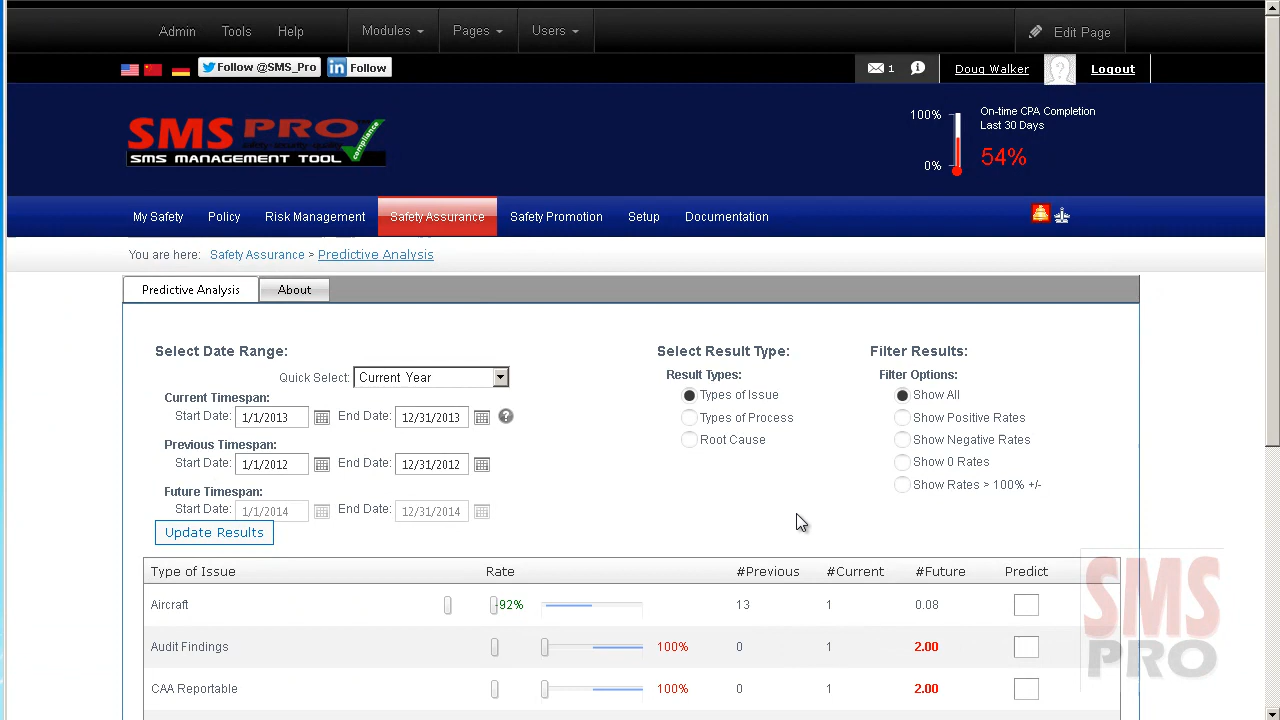 Admin Tools Help Modules Pages Users Edit Page
Follow @SMS_Pro in Follow 1 Doug Walker ? Logout
SMS PRO compliance
safety-security-quality
SMS MANAGEMENT TOOL
100% On-time CPA Completion
Last 30 Days
0% 54%
My Safety Policy Risk Management Safety Assurance Safety Promotion Setup Documentation
You are here: Safety Assurance > Predictive Analysis
Predictive Analysis About
Select Date Range: Select Result Type: Filter Results:
Quick Select: Current Year Result Types: Filter Options:
Current Timespan: Types of Issue Show All
Start Date: 1/1/2013 End Date: 12/31/2013 ? Types of Process Show Positive Rates
Previous Timespan: Root Cause Show Negative Rates
Start Date: 1/1/2012 End Date: 12/31/2012 Show 0 Rates
Future Timespan: Show Rates > 100% +/-
Start Date: 1/1/2014 End Date: 12/31/2014
Update Results
Type of Issue Rate #Previous #Current #Future Predict
Aircraft -92% 13 1 0.08
Audit Findings 100% 0 1 2.00
CAA Reportable 100% 0 1 2.00
SMS
PRO